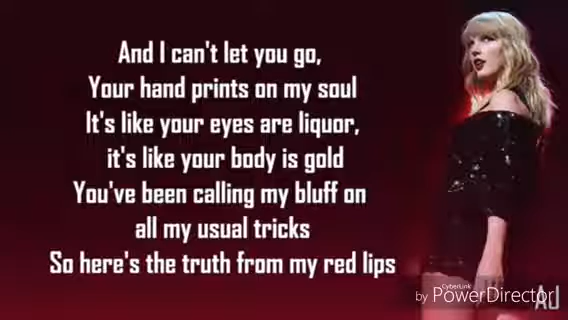 And I can't let you go,
Your hand prints on my soul
It's like your eyes are liquor,
it's like your body is gold
You've been calling my bluff on
all my usual tricks
So here's the truth from my red lips
CyberLink
by PowerDirector
AJ